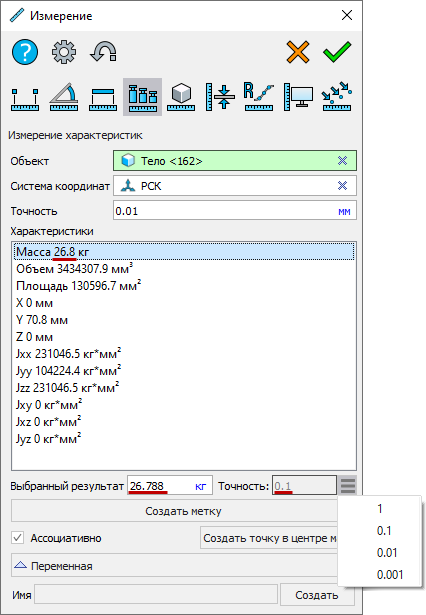 Измерение
Измерение характеристик
Объект Тело <162>
Система координат РСК
Точность 0.01 мм
Характеристики
Масса 26.8 кг
Объем 3434307.9 мм³
Площадь 130596.7 мм²
X 0 мм
Y 70.8 мм
Z 0 мм
Jxx 231046.5 кг*мм²
Jyy 104224.4 кг*мм²
Jzz 231046.5 кг*мм²
Jxy 0 кг*мм²
Jxz 0 кг*мм²
Jyz 0 кг*мм²
Выбранный результат 26.788 кг Точность: 0.1
Создать метку
1
Ассоциативно Создать точку в центре м
0.1
0.01
Переменная
0.001
Имя Создать